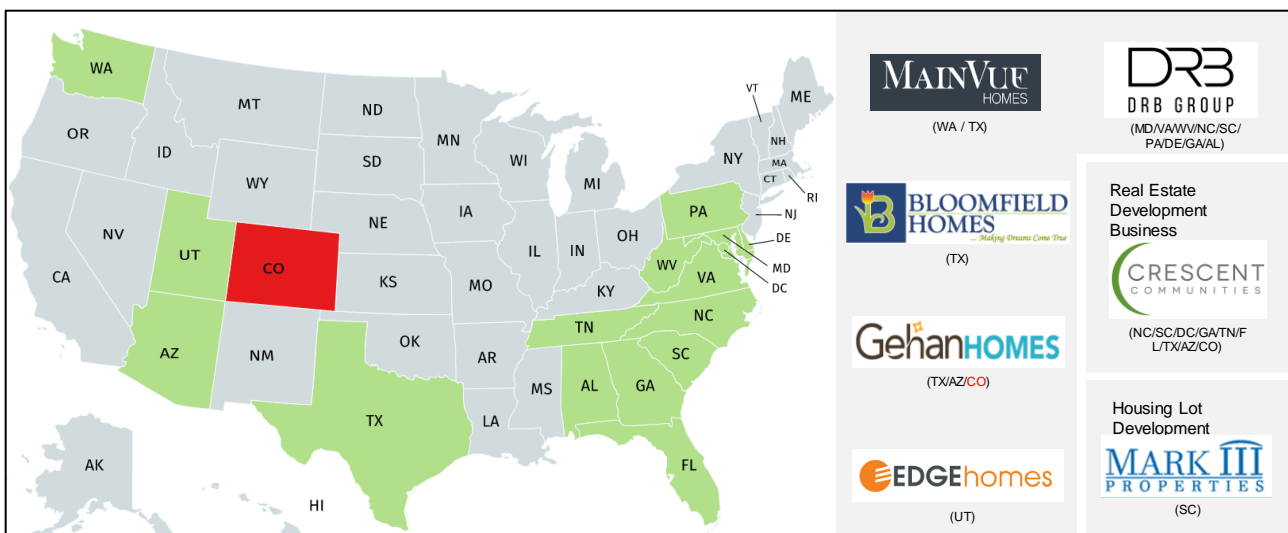 WA
OR
CA
NV
ID
MT
WY
UT
AZ
CO
NM
ND
SD
NE
KS
OK
TX
MN
IA
MO
AR
LA
WI
IL
MI
IN
OH
KY
TN
MS
AL
GA
FL
SC
NC
VA
WV
PA
NY
VT
ME
NH
MA
CT
RI
NJ
DE
MD
DC
AK
HI
MAINVUE
HOMES
(WA / TX)
BLOOMFIELD
HOMES
... Making Dreams Come True
(TX)
GehanHOMES
(TX/AZ/CO)
EDGEhomes
(UT)
DRB
DRB GROUP
(MD/VA/WV/NC/SC/
PA/DE/GA/AL)
Real Estate
Development
Business
CRESCENT
COMMUNITIES
(NC/SC/DC/GA/TN/F
L/TX/AZ/CO)
Housing Lot
Development
MARK III
PROPERTIES
(SC)